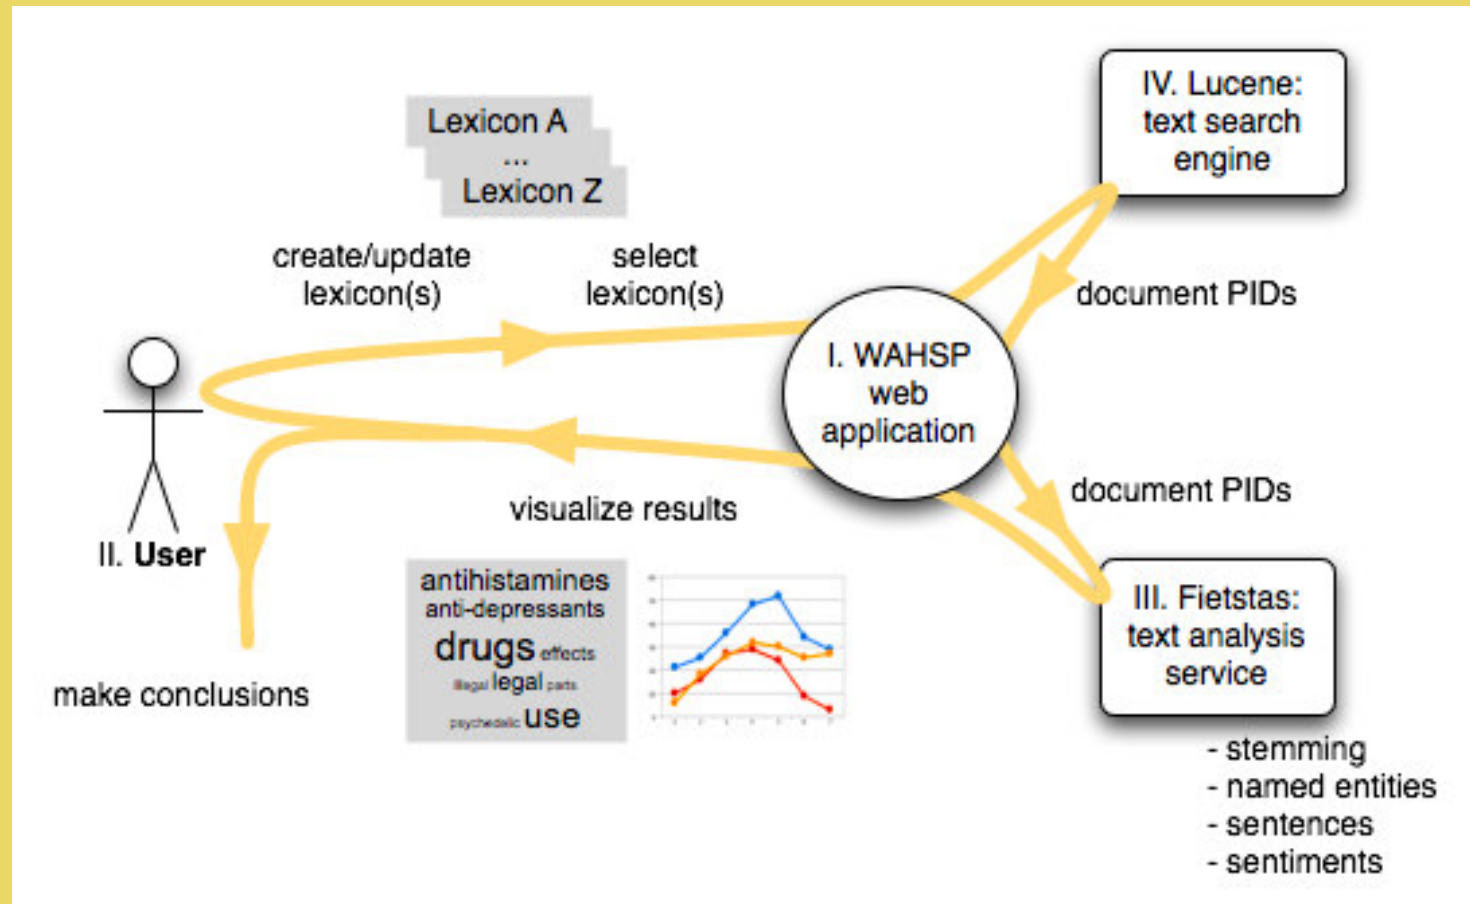 Lexicon A
...
Lexicon Z
create/update
lexicon(s)
select
lexicon(s)
IV. Lucene:
text search
engine
document PIDs
I. WAHSP
web
application
document PIDs
II. User
visualize results
make conclusions
antihistamines
anti-depressants
drugs effects
illegal legal parts
psychedelic use
III. Fietstas:
text analysis
service
- stemming
- named entities
- sentences
- sentiments